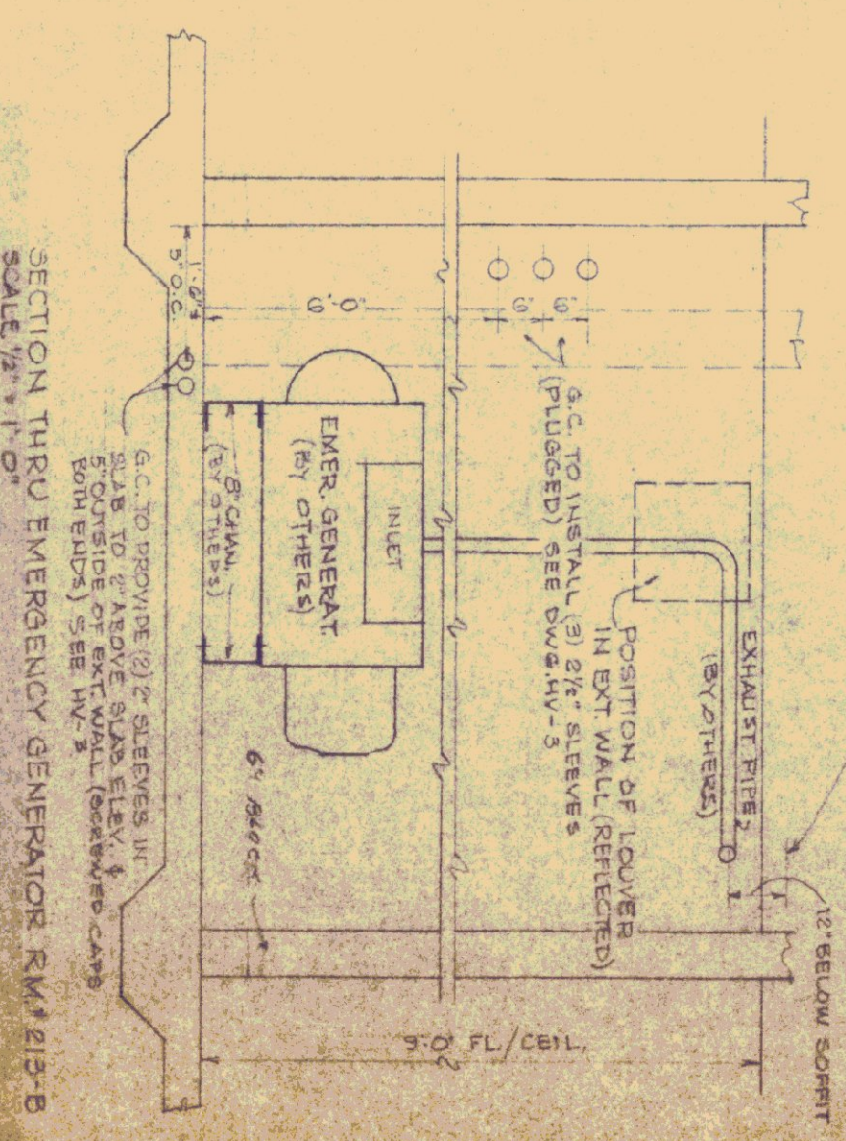 12" BELOW SOFFIT
EXHAUST PIPE
(BY OTHERS)
POSITION OF LOUVER
IN EXT. WALL (REFLECTED)
G.C. TO INSTALL (3) 2½" SLEEVES
(PLUGGED) SEE DWG. HV-3
9"
9"
6'-0"
9'-0" FL./CEIL.
INLET
EMER. GENERAT.
(BY OTHERS)
8" CHAN.
(BY OTHERS)
6" BLOCK
1'-6"±
5" O.C.
G.C. TO PROVIDE (2) 2" SLEEVES IN
SLAB TO 2" ABOVE SLAB ELEV. &
5" OUTSIDE OF EXT. WALL (SCREWED CAPS
BOTH ENDS) SEE HV-3
SECTION THRU EMERGENCY GENERATOR RM. # 213-B
SCALE ½" = 1'-0"